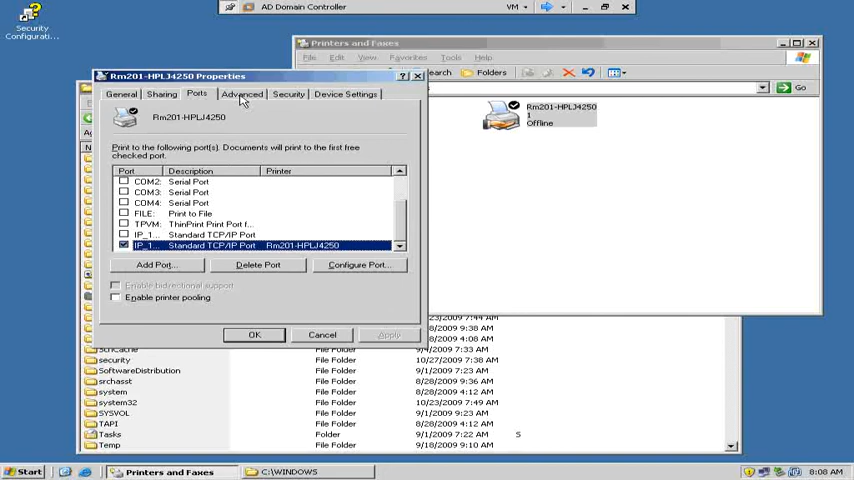 AD Domain Controller
VM
Security
Configurati...
Printers and Faxes
File Edit View Favorites Tools Help
Search Folders
Go
Rm201-HPLJ4250
1
Offline
Rm201-HPLJ4250 Properties
General Sharing Ports Advanced Security Device Settings
Rm201-HPLJ4250
Print to the following port(s). Documents will print to the first free
checked port.
Port Description Printer
COM2: Serial Port
COM3: Serial Port
COM4: Serial Port
FILE: Print to File
TPVM: ThinPrint Print Port f...
IP_1... Standard TCP/IP Port
IP_1... Standard TCP/IP Port Rm201-HPLJ4250
Add Port... Delete Port Configure Port...
Enable bidirectional support
Enable printer pooling
OK Cancel Apply
7:44 AM
File Folder 8/28/2009 9:38 AM
File Folder 8/28/2009 4:08 AM
SchCache File Folder 9/4/2009 7:33 AM
security File Folder 10/27/2009 7:38 AM
SoftwareDistribution File Folder 9/1/2009 7:23 AM
srchasst File Folder 8/28/2009 9:36 AM
system File Folder 8/28/2009 4:12 AM
system32 File Folder 10/23/2009 7:49 AM
SYSVOL File Folder 9/1/2009 9:23 AM
TAPI File Folder 8/28/2009 4:12 AM
Tasks Folder 9/1/2009 7:22 AM S
Temp File Folder 9/18/2009 9:10 AM
Start Printers and Faxes C:\WINDOWS 8:08 AM